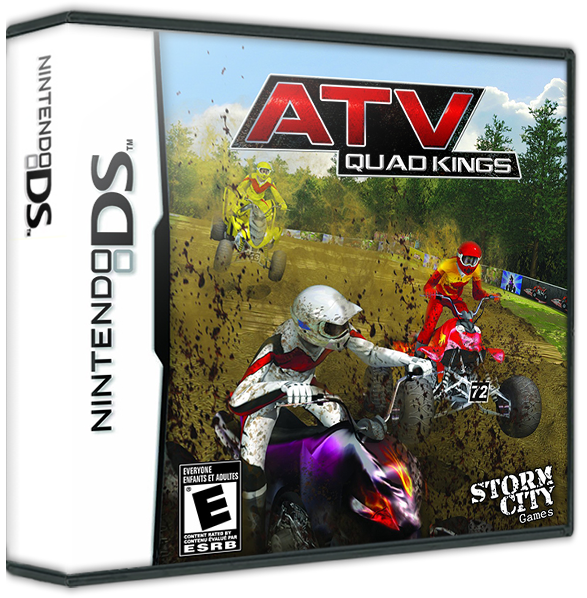 NINTENDO DS
NINTENDO DS™
ATV
QUAD KINGS
72
EVERYONE
ENFANTS ET ADULTES
E
CONTENT RATED BY
CONTENU ÉVALUÉ PAR
ESRB
STORM
CITY
Games